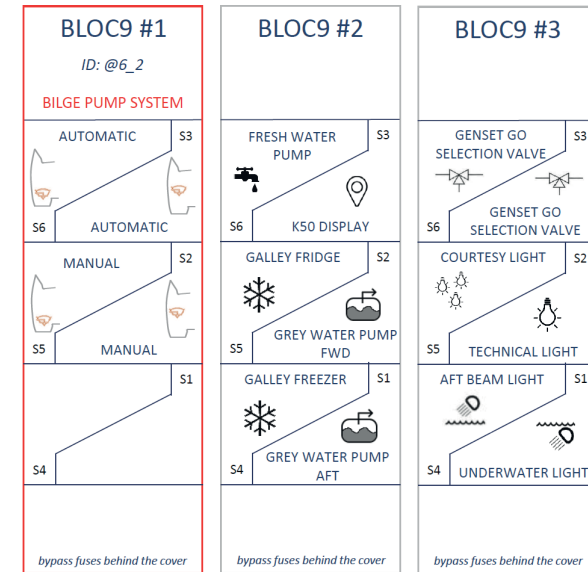 BLOC9 #1
ID: @6_2
BILGE PUMP SYSTEM
AUTOMATIC
S3
S6
AUTOMATIC
MANUAL
S2
S5
MANUAL
S1
S4
bypass fuses behind the cover
BLOC9 #2
FRESH WATER
PUMP
S3
S6
K50 DISPLAY
GALLEY FRIDGE
S2
S5
GREY WATER PUMP
FWD
GALLEY FREEZER
S1
S4
GREY WATER PUMP
AFT
bypass fuses behind the cover
BLOC9 #3
GENSET GO
SELECTION VALVE
S3
S6
GENSET GO
SELECTION VALVE
COURTESY LIGHT
S2
S5
TECHNICAL LIGHT
AFT BEAM LIGHT
S1
S4
UNDERWATER LIGHT
bypass fuses behind the cover